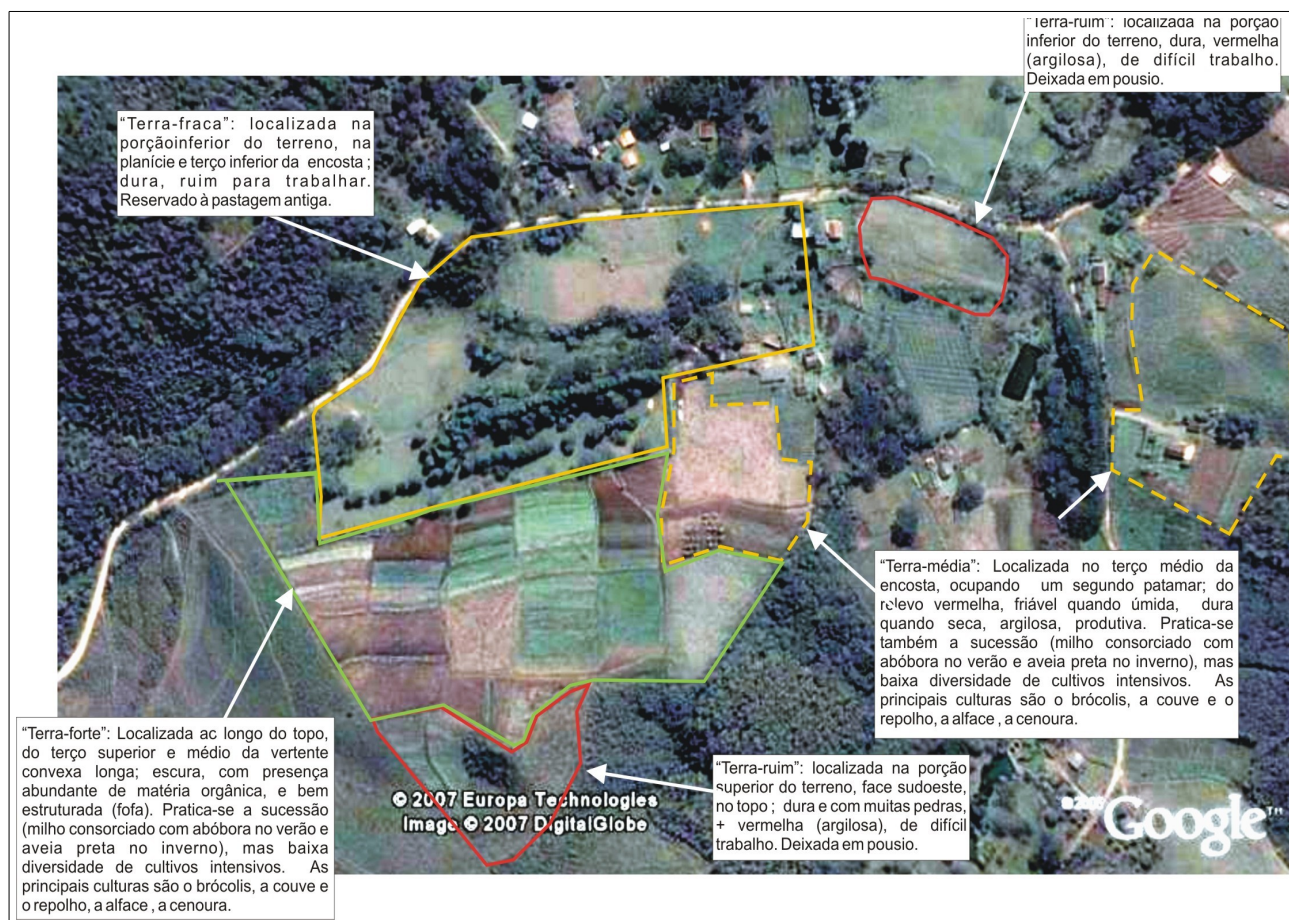 "Terra-ruim": localizada na porção
inferior do terreno, dura, vermelha
(argilosa), de difícil trabalho.
Deixada em pousio.
"Terra-fraca": localizada na
porçãoinferior do terreno, na
planície e terço inferior da encosta ;
dura, ruim para trabalhar.
Reservado à pastagem antiga.
"Terra-média": Localizada no terço médio da
encosta, ocupando um segundo patamar; do
relevo vermelha, friável quando úmida, dura
quando seca, argilosa, produtiva. Pratica-se
também a sucessão (milho consorciado com
abóbora no verão e aveia preta no inverno), mas
baixa diversidade de cultivos intensivos. As
principais culturas são o brócolis, a couve e o
repolho, a alface , a cenoura.
"Terra-forte": Localizada ac longo do topo,
do terço superior e médio da vertente
convexa longa; escura, com presença
abundante de matéria orgânica, e bem
estruturada (fofa). Pratica-se a sucessão
(milho consorciado com abóbora no verão e
aveia preta no inverno), mas baixa
diversidade de cultivos intensivos. As
principais culturas são o brócolis, a couve e
o repolho, a alface , a cenoura.
"Terra-ruim": localizada na porção
superior do terreno, face sudoeste,
no topo ; dura e com muitas pedras,
+ vermelha (argilosa), de difícil
trabalho. Deixada em pousio.
© 2007 Europa Technologies
Image © 2007 DigitalGlobe
Google™